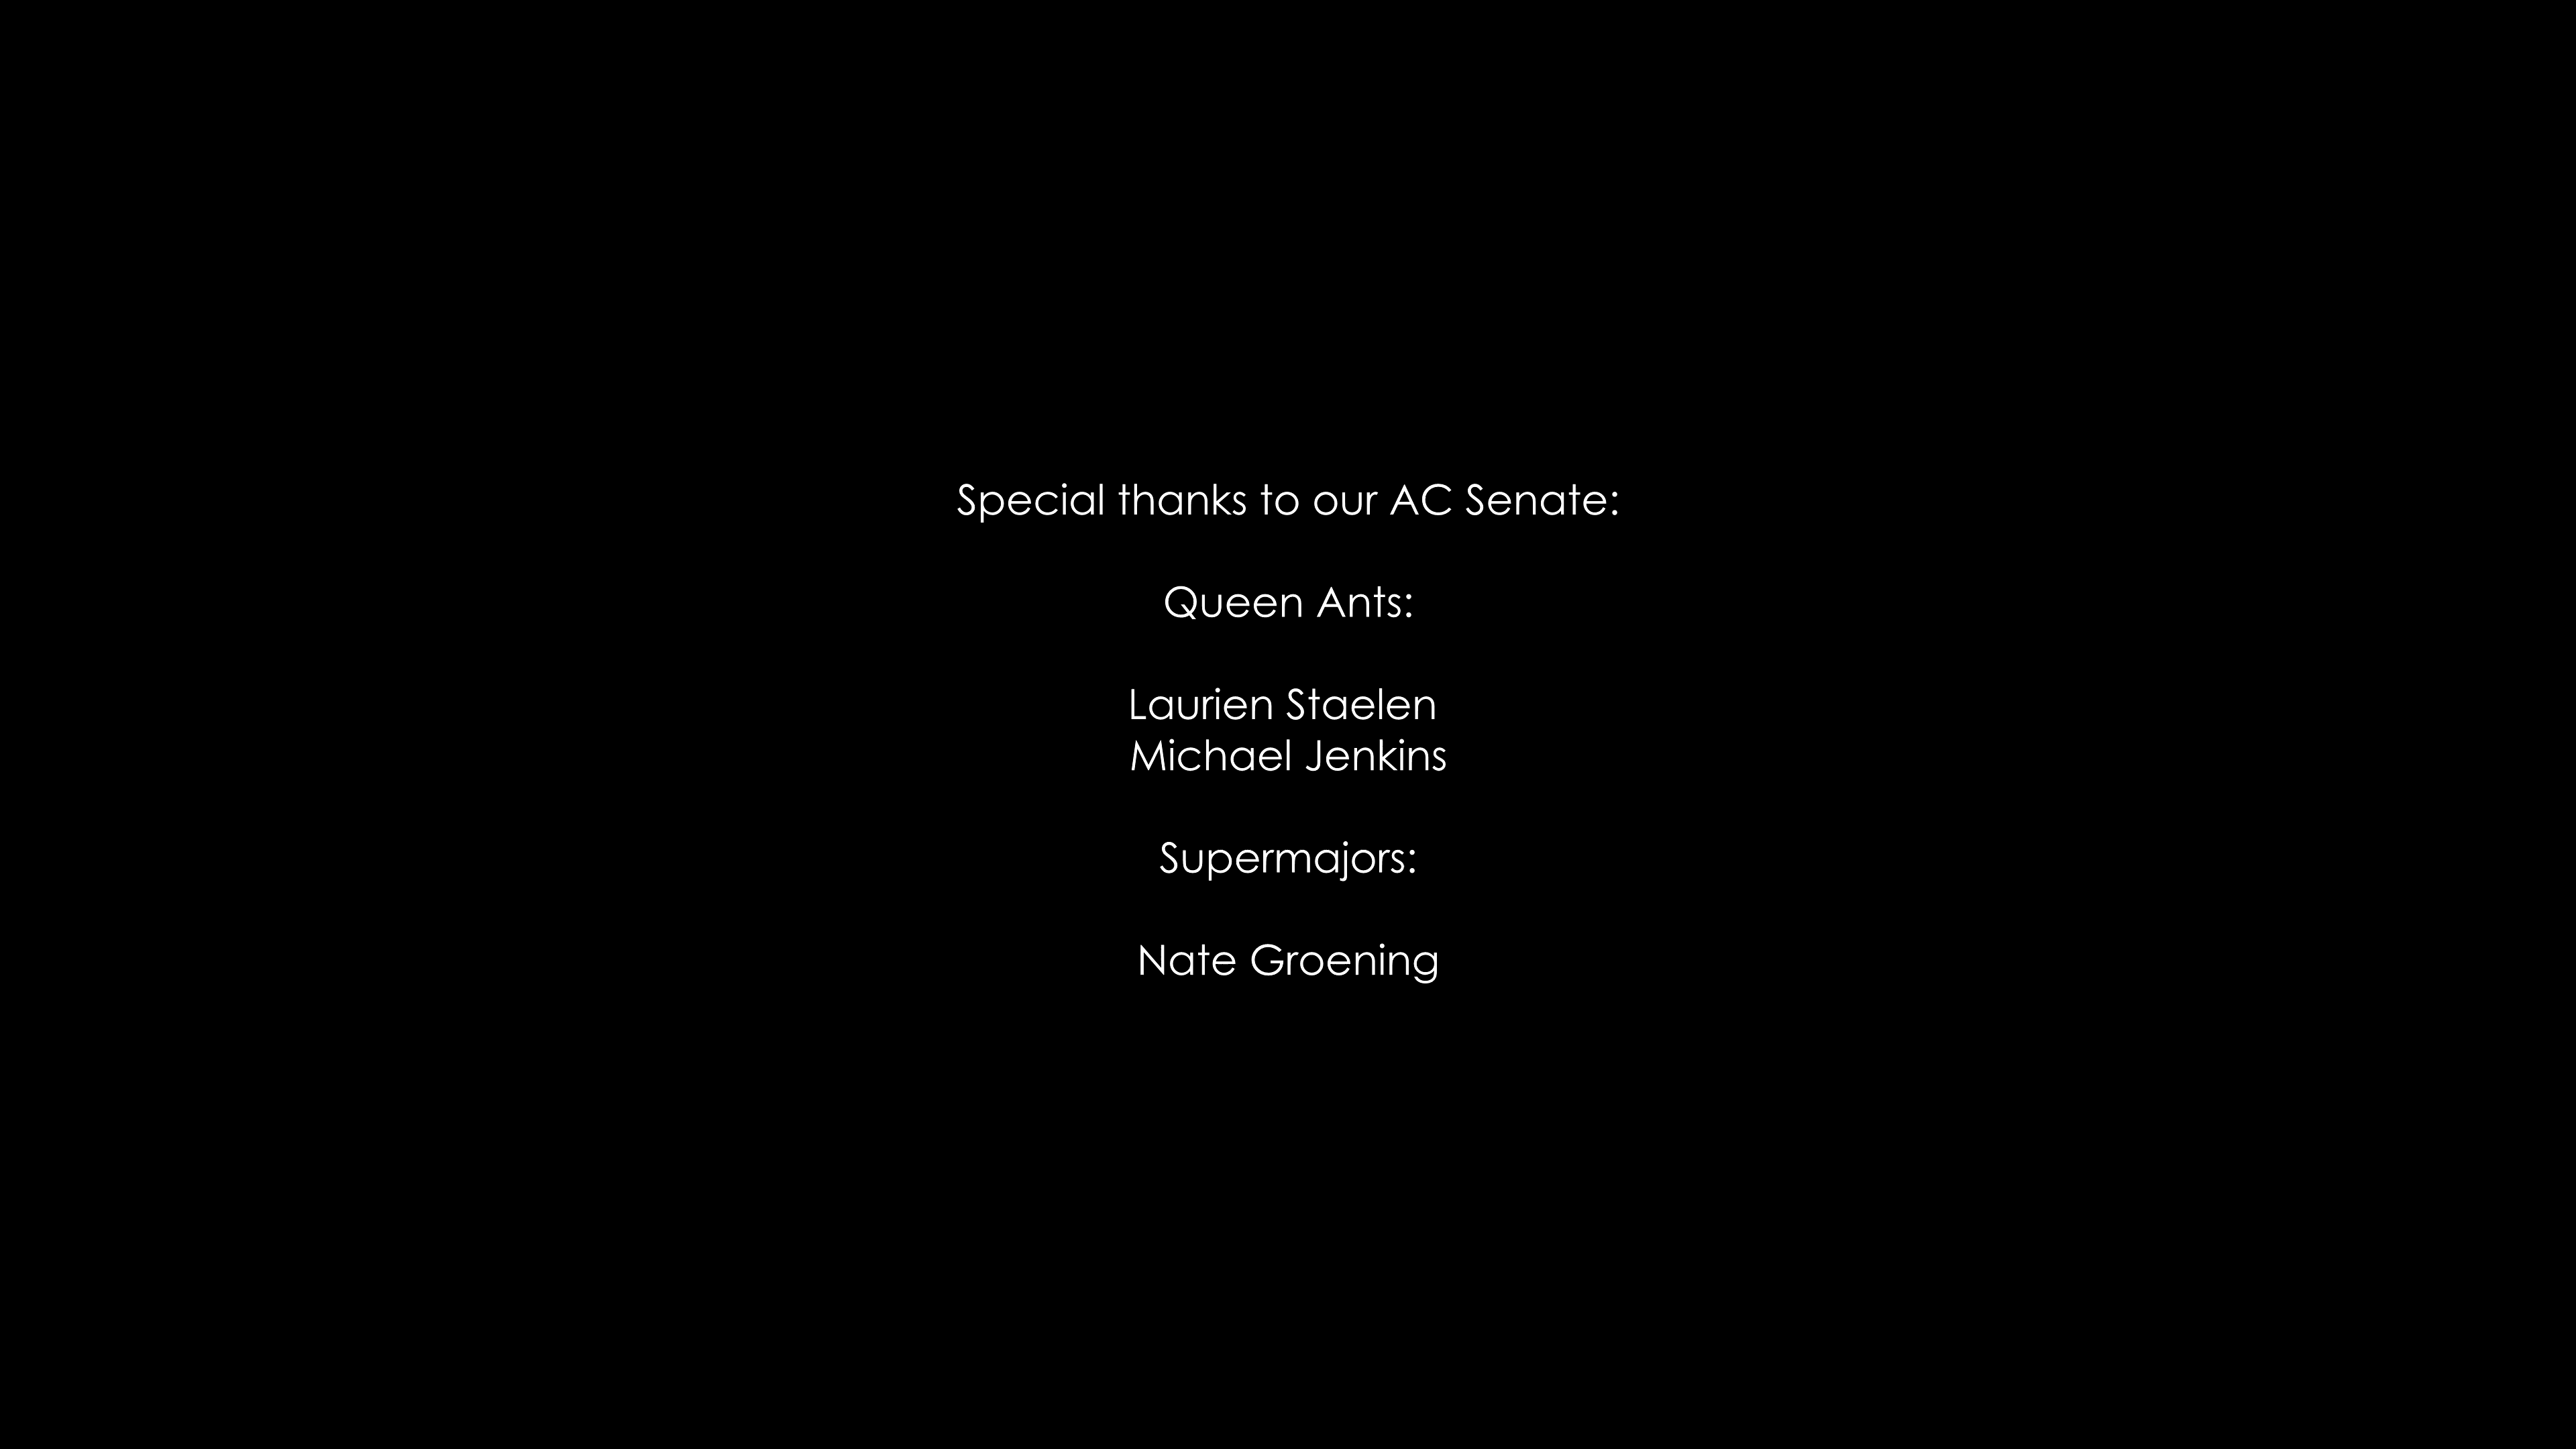 Special thanks to our AC Senate:
Queen Ants:
Laurien Staelen
Michael Jenkins
Supermajors:
Nate Groening